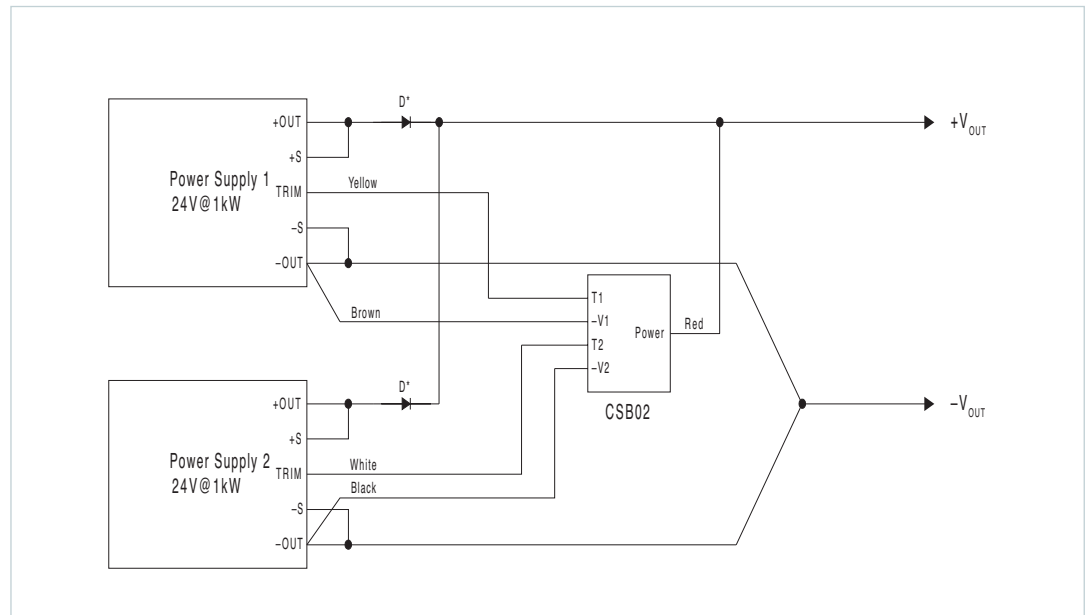 D*
+OUT
+V_OUT
+S
Power Supply 1
24V@1kW
TRIM
Yellow
−S
−OUT
T1
Brown
−V1
Power
Red
T2
−V2
D*
+OUT
CSB02
−V_OUT
+S
Power Supply 2
24V@1kW
TRIM
White
Black
−S
−OUT